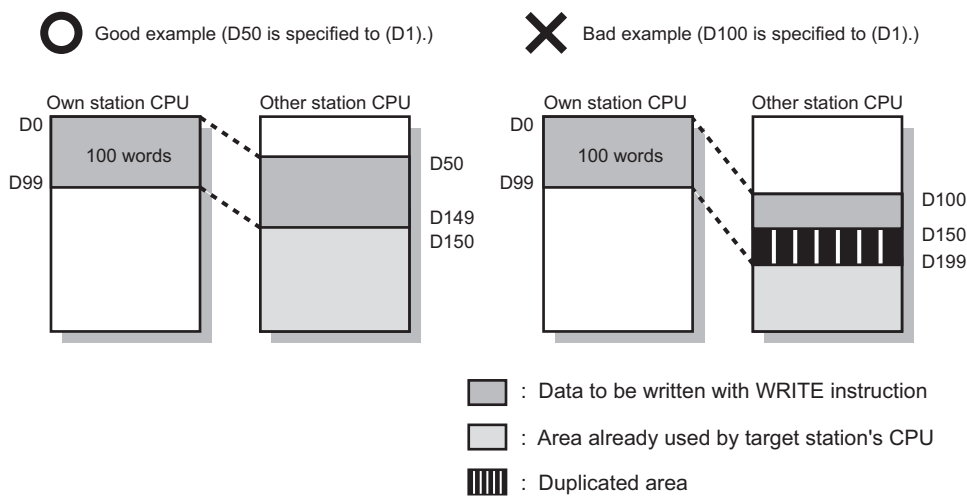 Good example (D50 is specified to (D1).)
Own station CPU
Other station CPU
D0
100 words
D50
D99
D149
D150
Bad example (D100 is specified to (D1).)
Own station CPU
Other station CPU
D0
100 words
D99
D100
D150
D199
: Data to be written with WRITE instruction
: Area already used by target station's CPU
: Duplicated area